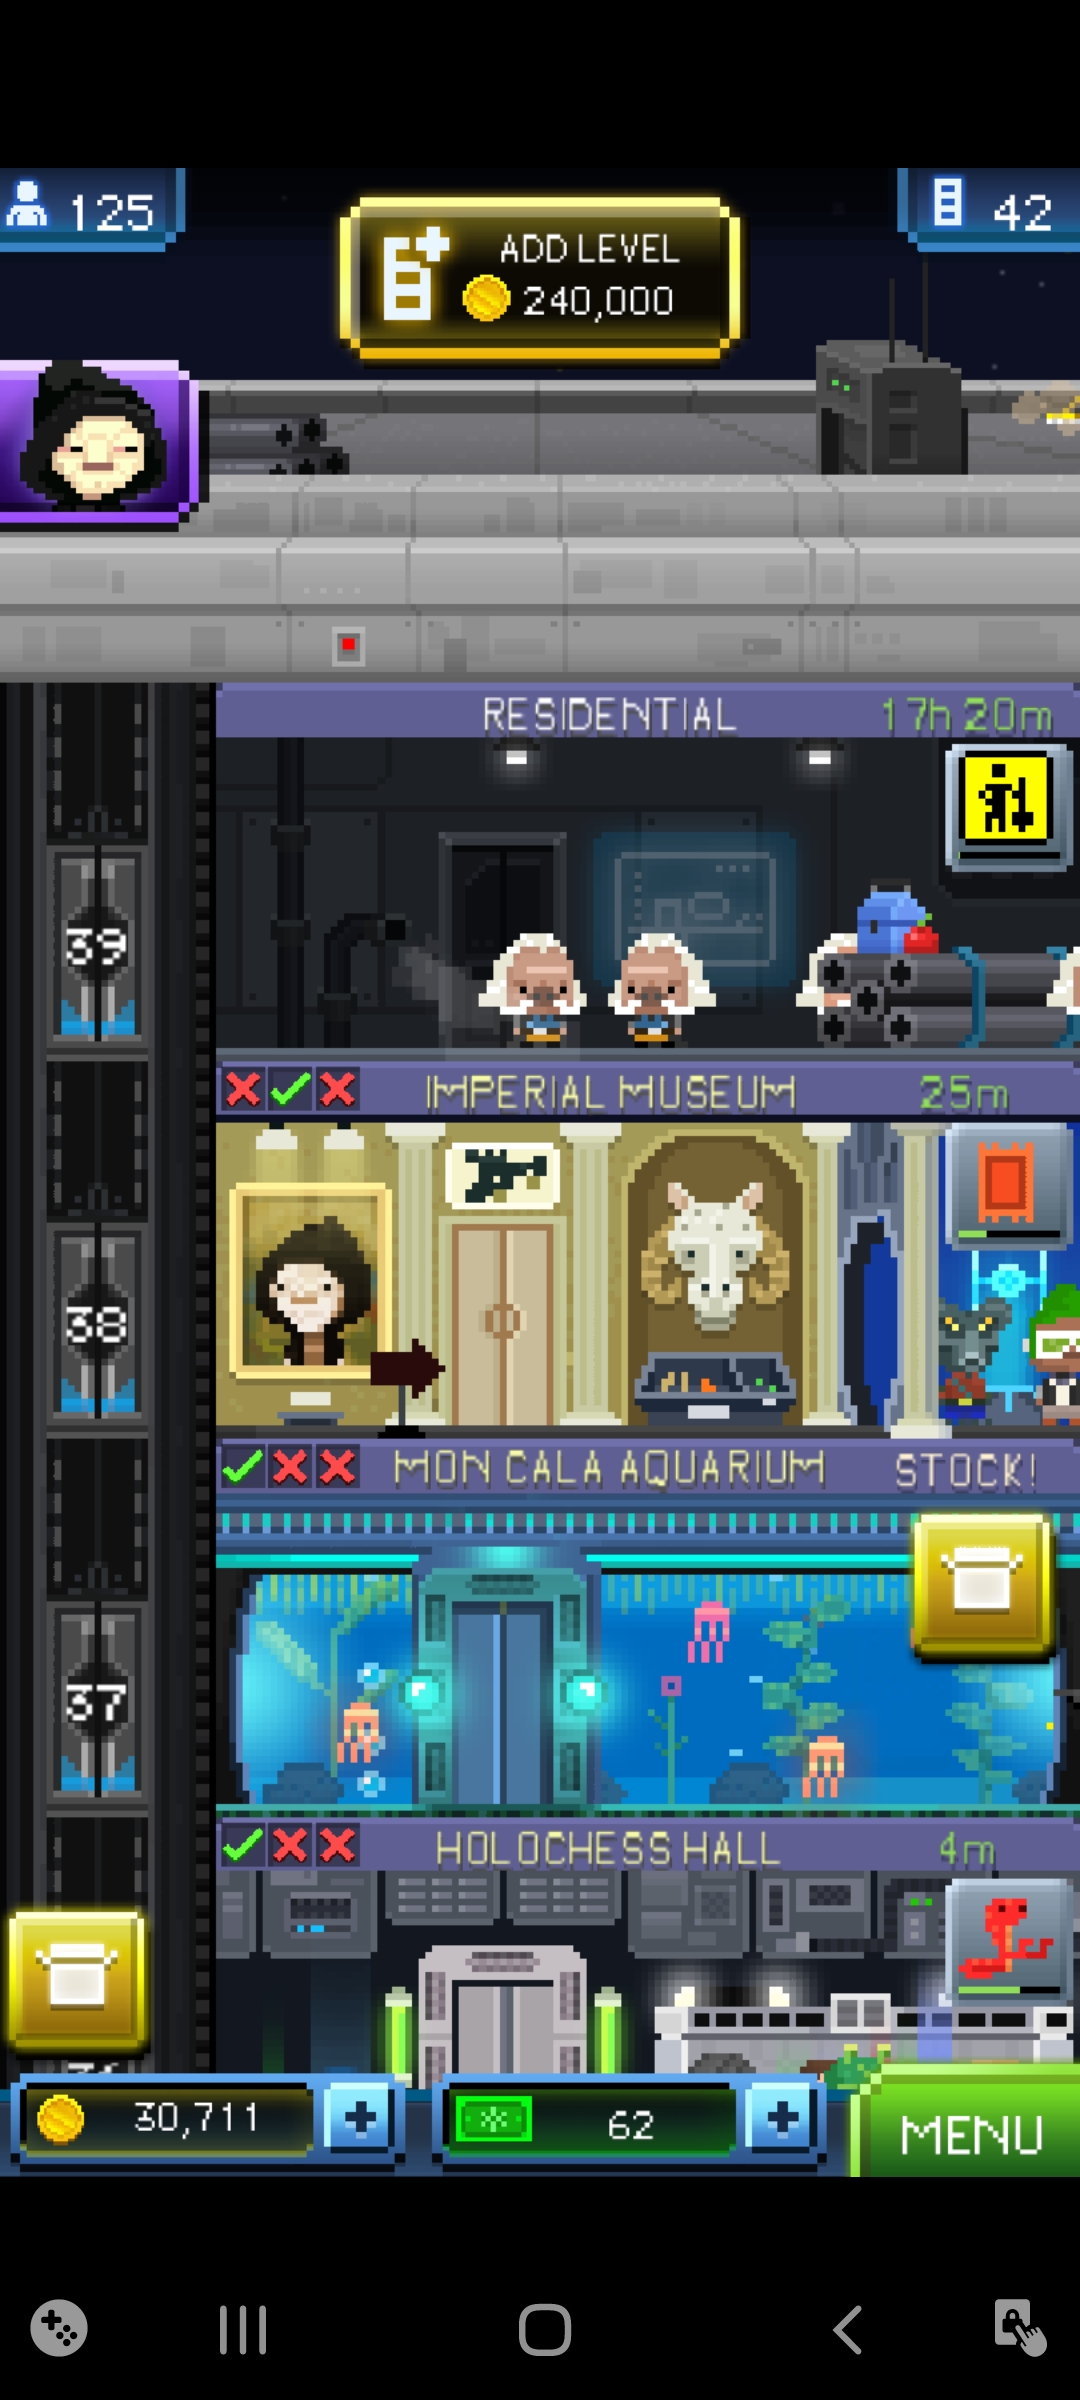 125
ADD LEVEL
240,000
42
RESIDENTIAL 17h 20m
39
IMPERIAL MUSEUM 25m
38
MON CALA AQUARIUM STOCK!
37
HOLOCHESS HALL 4m
30,711
62
MENU